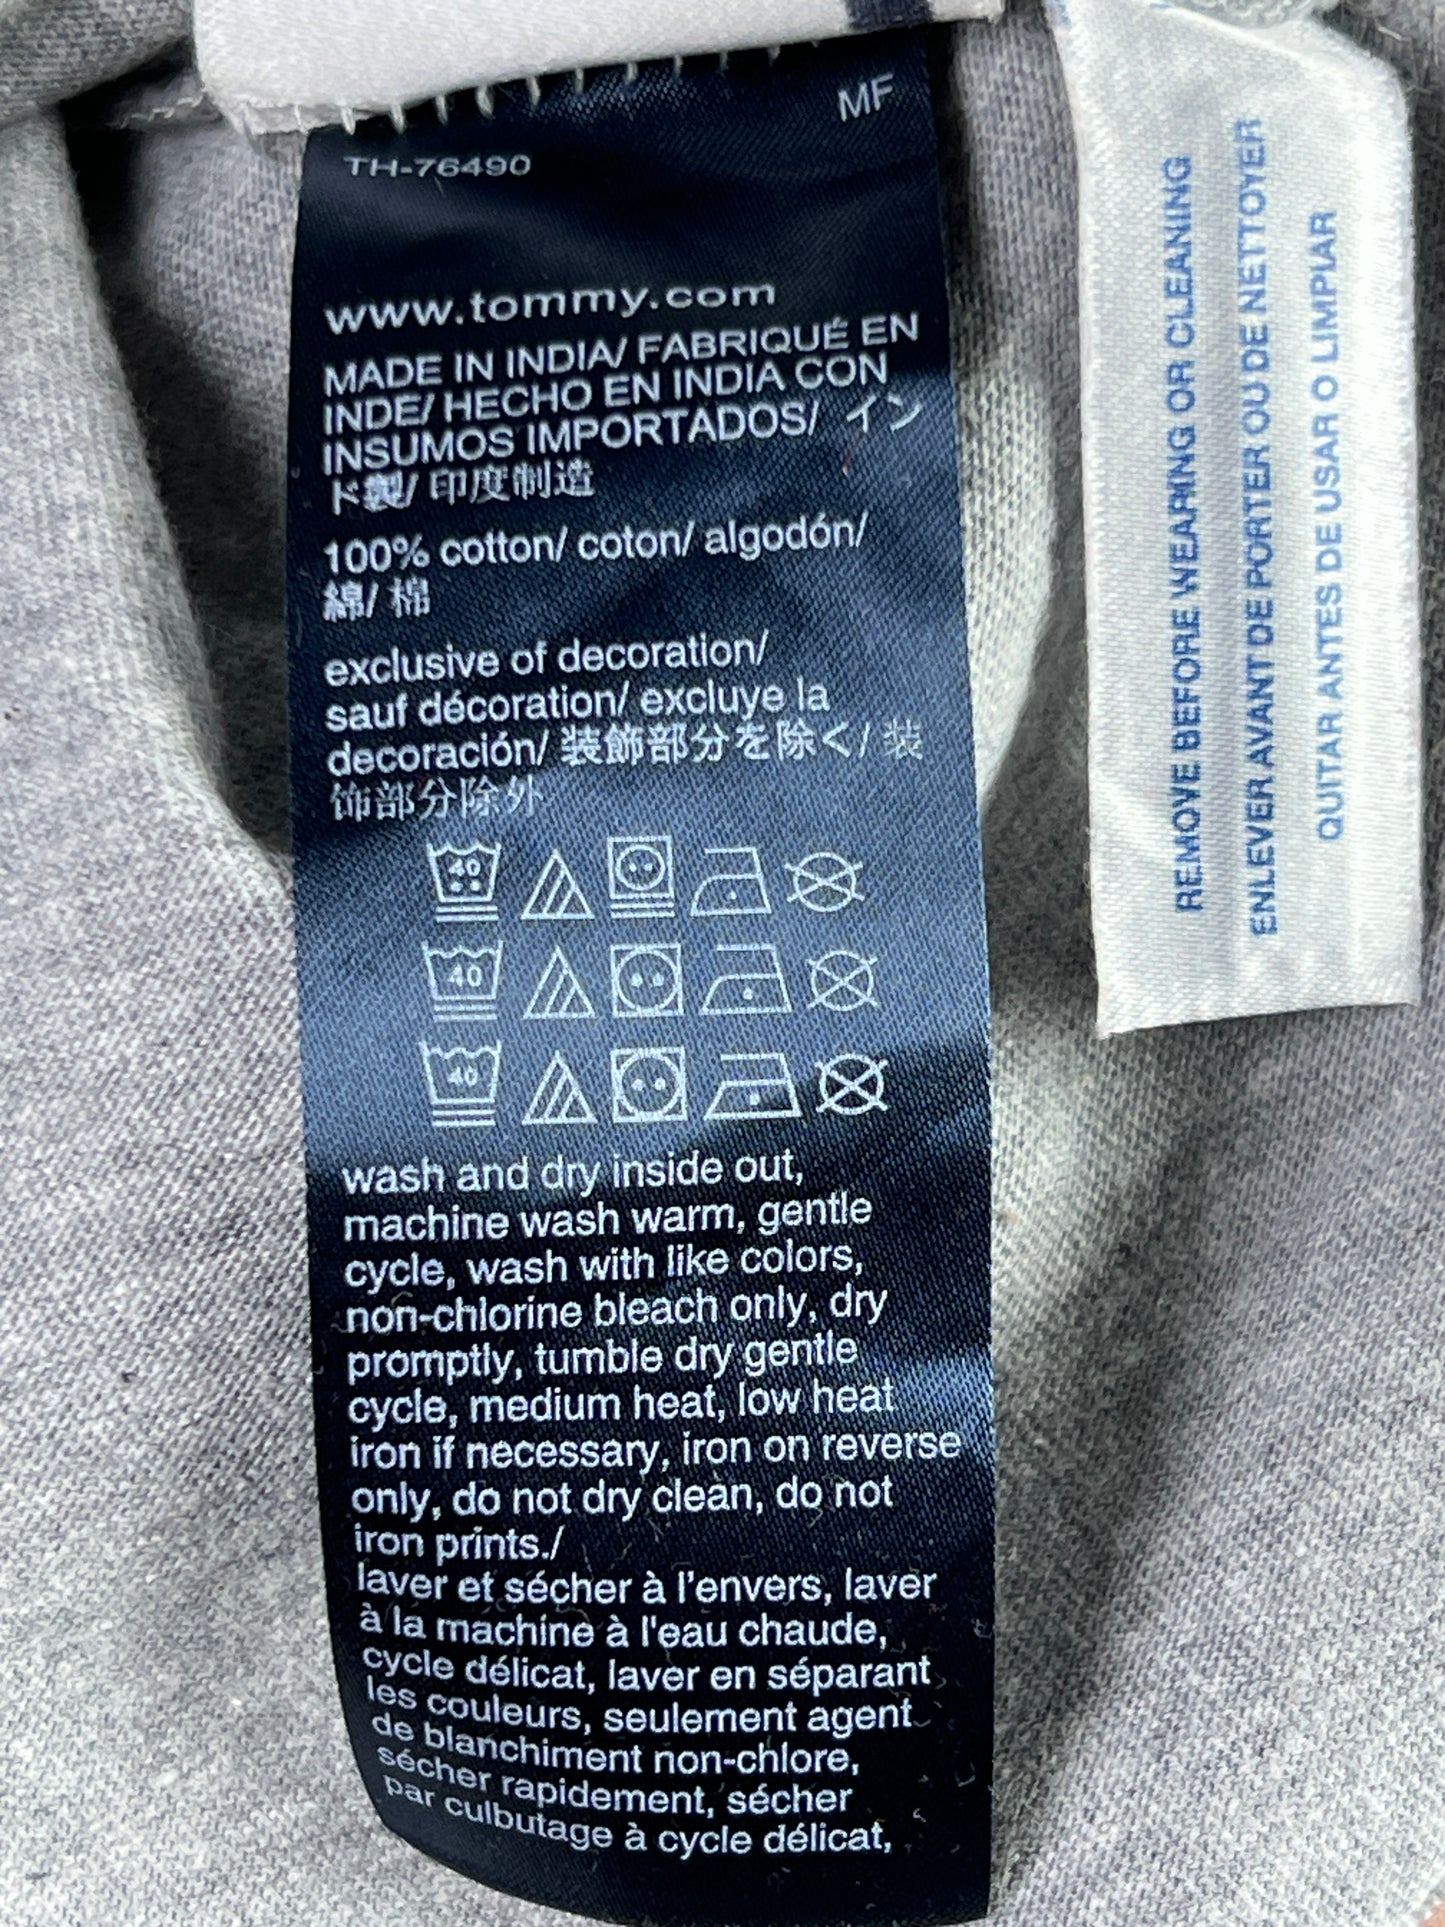 MF
TH-76490
www.tommy.com
MADE IN INDIA/ FABRIQUÉ EN
INDE/ HECHO EN INDIA CON
INSUMOS IMPORTADOS/ イン
ド製/ 印度制造
100% cotton/ coton/ algodón/
綿/ 棉
exclusive of decoration/
sauf décoration/ excluye la
decoración/ 装飾部分を除く/ 装
饰部分除外
40
40
40
wash and dry inside out,
machine wash warm, gentle
cycle, wash with like colors,
non-chlorine bleach only, dry
promptly, tumble dry gentle
cycle, medium heat, low heat
iron if necessary, iron on reverse
only, do not dry clean, do not
iron prints./
laver et sécher à l'envers, laver
à la machine à l'eau chaude,
cycle délicat, laver en séparant
les couleurs, seulement agent
de blanchiment non-chlore,
sécher rapidement, sécher
par culbutage à cycle délicat,
REMOVE BEFORE WEARING OR CLEANING
ENLEVER AVANT DE PORTER OU DE NETTOYER
QUITAR ANTES DE USAR O LIMPIAR